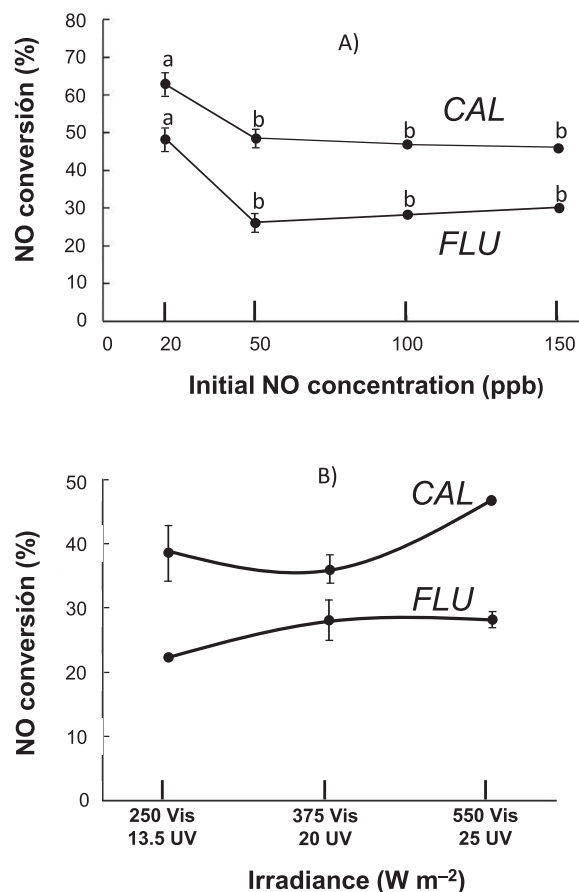 A)
80
70
60
50
40
30
20
10
0
NO conversión (%)
a
a
b
b
b
b
b
b
CAL
FLU
0 20 50 100 150
Initial NO concentration (ppb)
B)
50
40
30
20
10
0
NO conversión (%)
CAL
FLU
250 Vis 375 Vis 550 Vis
13.5 UV 20 UV 25 UV
Irradiance (W m⁻²)